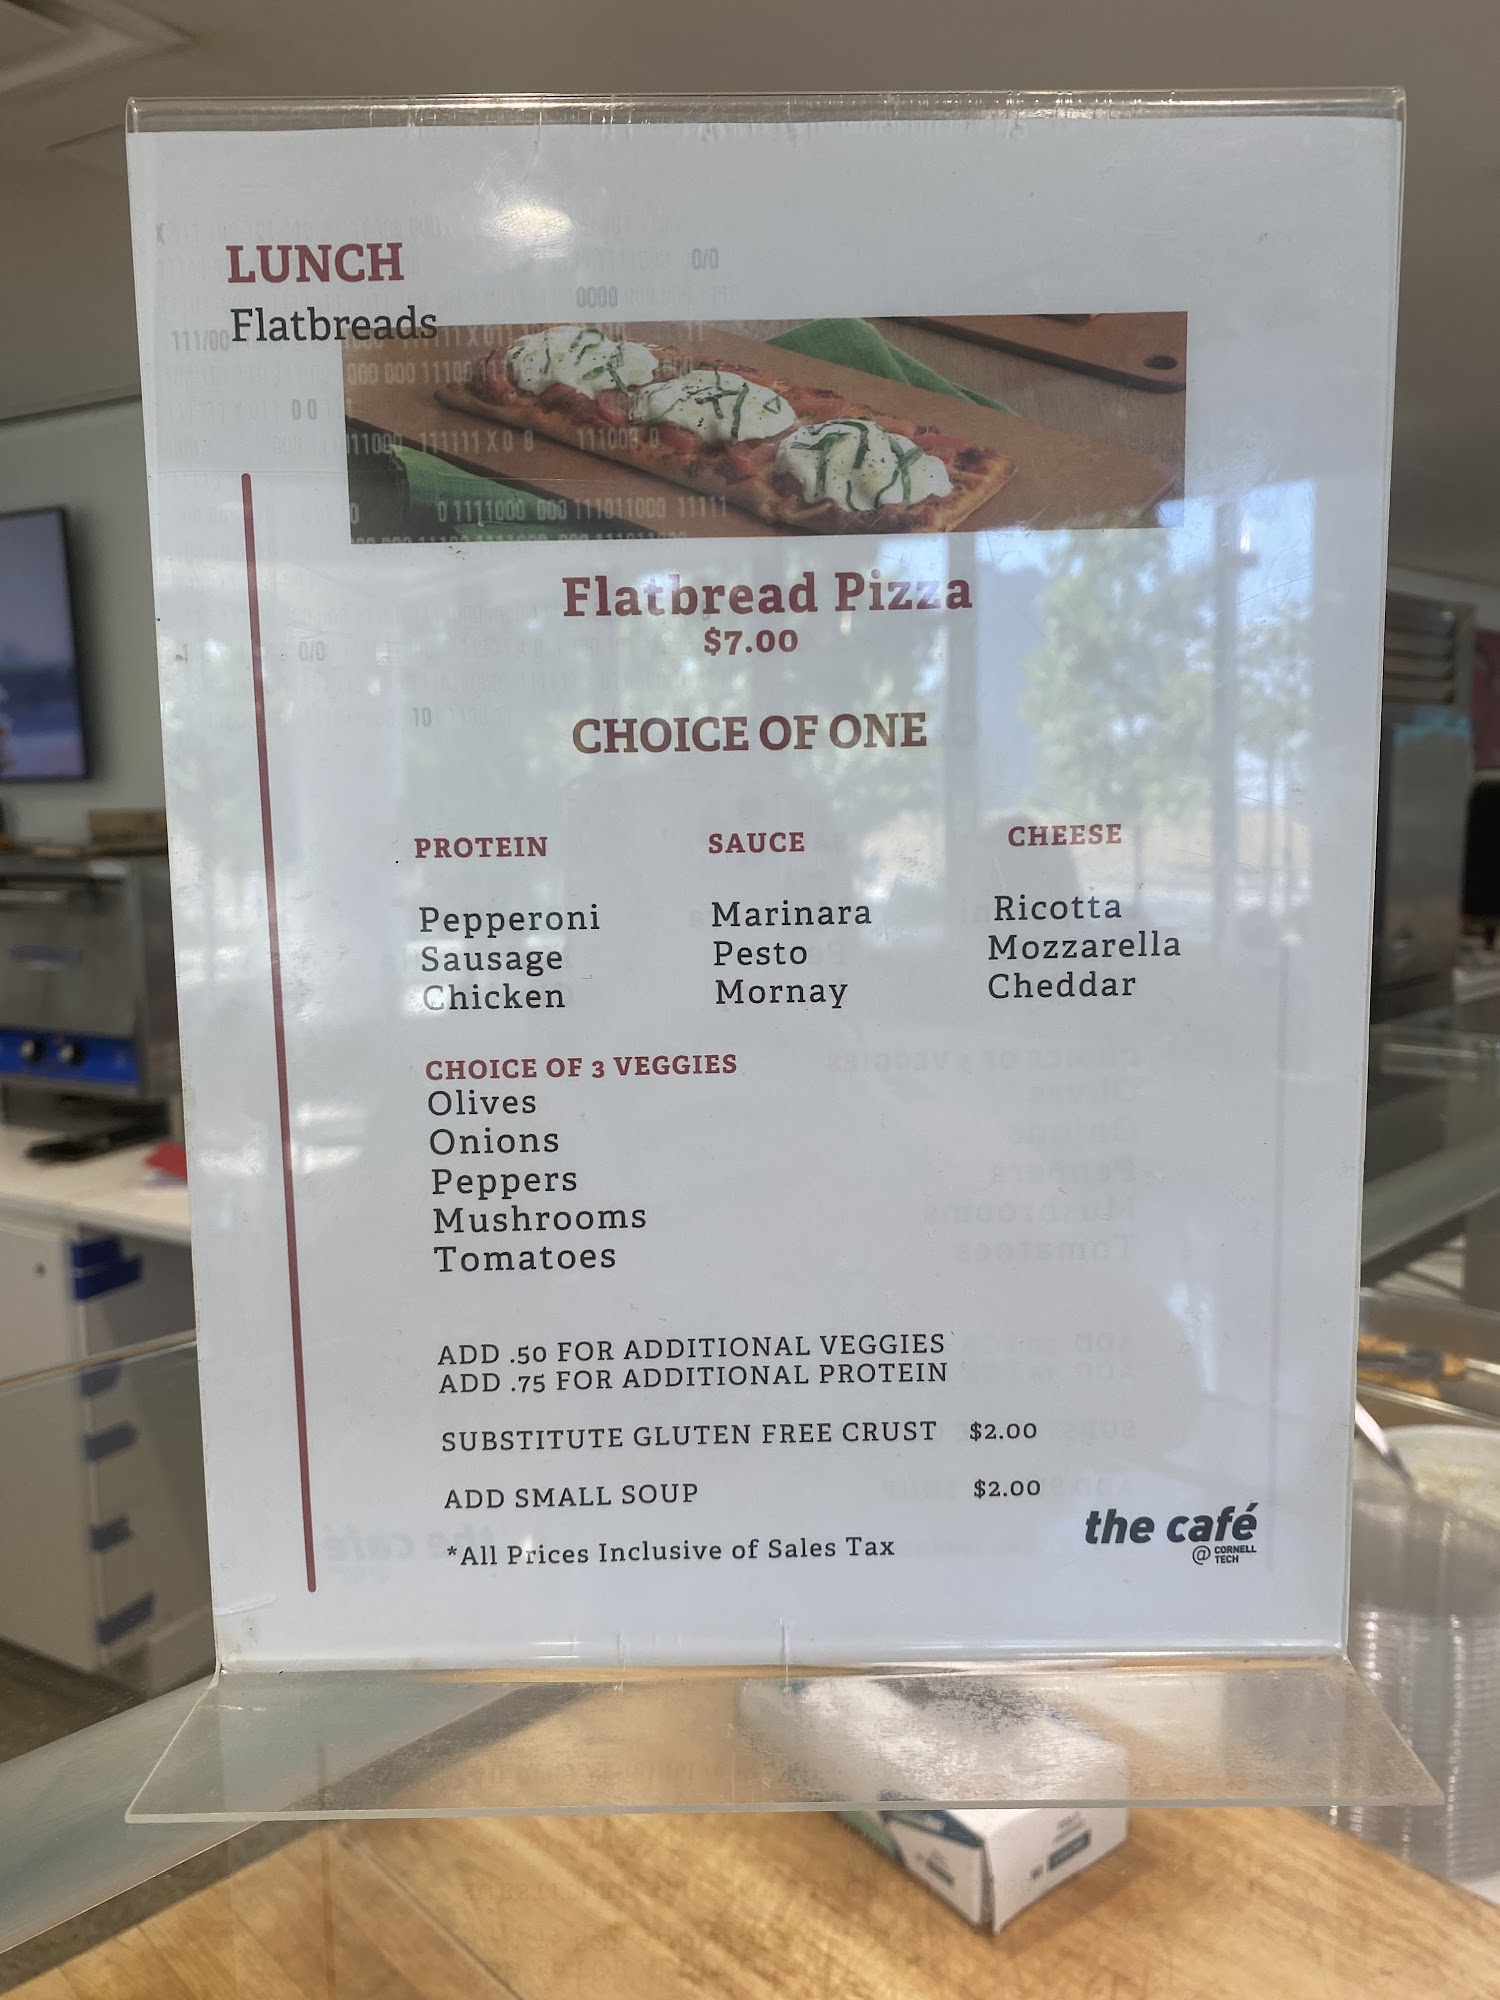 LUNCH
Flatbreads
Flatbread Pizza
$7.00
CHOICE OF ONE
PROTEIN SAUCE CHEESE
Pepperoni Marinara Ricotta
Sausage Pesto Mozzarella
Chicken Mornay Cheddar
CHOICE OF 3 VEGGIES
Olives
Onions
Peppers
Mushrooms
Tomatoes
ADD .50 FOR ADDITIONAL VEGGIES
ADD .75 FOR ADDITIONAL PROTEIN
SUBSTITUTE GLUTEN FREE CRUST $2.00
ADD SMALL SOUP $2.00
*All Prices Inclusive of Sales Tax
the café
@ CORNELL
TECH